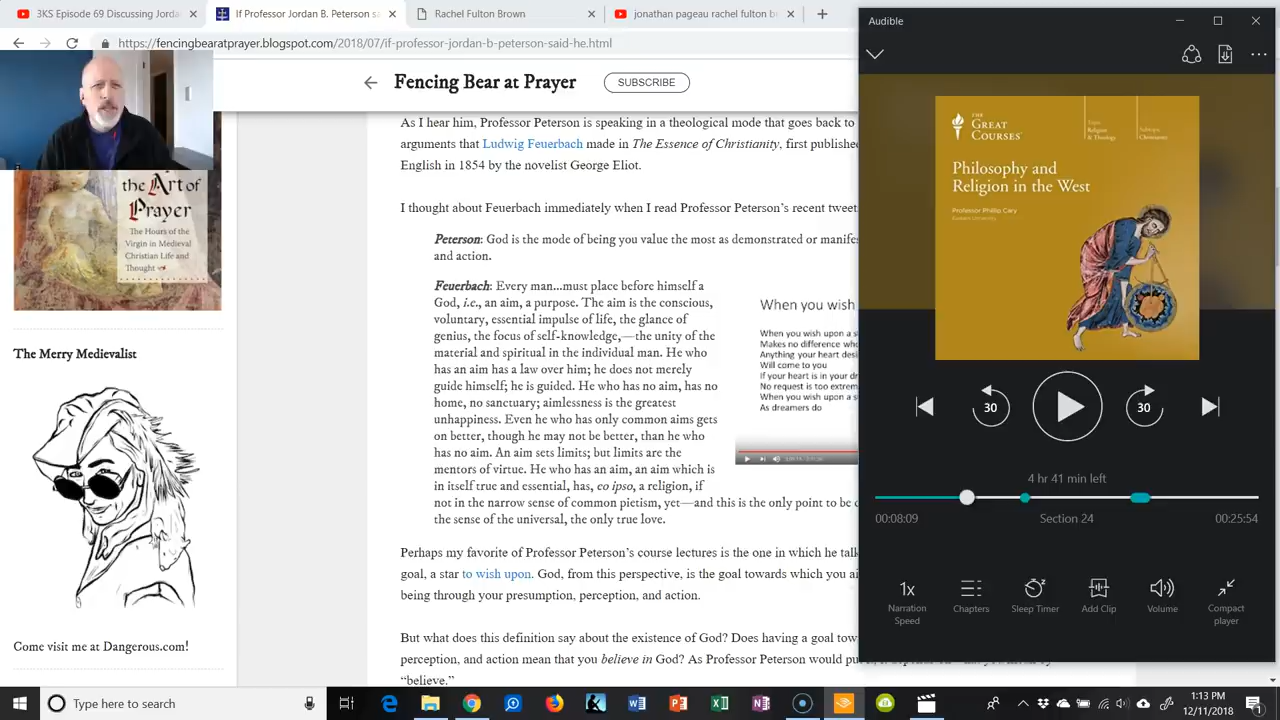 3KS Episode 69 Discussing Jorda
If Professor Jordan B. Peterson sa
Rachel Fulton Brown
jonathan pageau rachel fulton b
https://fencingbearatprayer.blogspot.com/2018/07/if-professor-jordan-b-peterson-said-he.html
Fencing Bear at Prayer
SUBSCRIBE
the Art of
Prayer
The Hours of the
Virgin in Medieval
Christian Life and
Thought
The Merry Medievalist
Come visit me at Dangerous.com!
As I hear him, Professor Peterson is speaking in a theological mode that goes back to
argument that Ludwig Feuerbach made in The Essence of Christianity, first published
English in 1854 by the novelist George Eliot.
I thought about Feuerbach immediately when I read Professor Peterson's recent tweet
Peterson: God is the mode of being you value the most as demonstrated or manifes
and action.
Feuerbach: Every man...must place before himself a
God, i.e., an aim, a purpose. The aim is the conscious,
voluntary, essential impulse of life, the glance of
genius, the focus of self-knowledge,—the unity of the
material and spiritual in the individual man. He who
has an aim has a law over him; he does not merely
guide himself; he is guided. He who has no aim, has no
home, no sanctuary; aimlessness is the greatest
unhappiness. Even he who has only common aims gets
on better, though he may not be better, than he who
has no aim. An aim sets limits; but limits are the
mentors of virtue. He who has an aim, an aim which is
in itself true and essential, has, eo ipso, a religion, if
not in the narrow sense of common pietism, yet—and this is the only point to be c
the sense of the universal, the only true love.
When you wish
When you wish upon a s
Makes no difference wh
Anything your heart desi
Will come to you
If your heart is in your dr
No request is too extrem
When you wish upon a s
As dreamers do
Perhaps my favorite of Professor Peterson's course lectures is the one in which he talk
goal, a star to wish upon. God, from this perspective, is the goal towards which you ai
being through your presumption, perception, and action.
But what does this definition say about the existence of God? Does having a goal tow
perception, and action mean that you believe in God? As Professor Peterson would pu
"believe."
Audible
THE
GREAT
COURSES
Topic
Religion
& Theology
Subtopic
Christianity
Philosophy and
Religion in the West
Professor Phillip Cary
Eastern University
30
30
4 hr 41 min left
00:08:09
Section 24
00:25:54
1x
Narration
Speed
Chapters
Sleep Timer
Add Clip
Volume
Compact
player
Type here to search
1:13 PM
12/11/2018